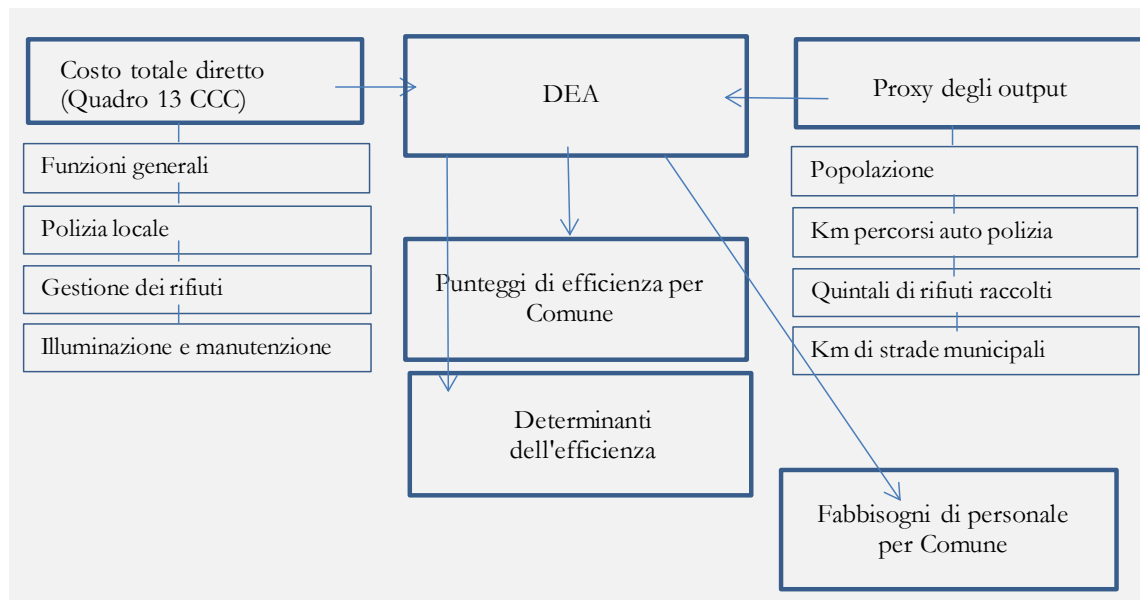 Costo totale diretto
(Quadro 13 CCC)
Funzioni generali
Polizia locale
Gestione dei rifiuti
Illuminazione e manutenzione
DEA
Punteggi di efficienza per
Comune
Determinanti
dell'efficienza
Proxy degli output
Popolazione
Km percorsi auto polizia
Quintali di rifiuti raccolti
Km di strade municipali
Fabbisogni di personale
per Comune